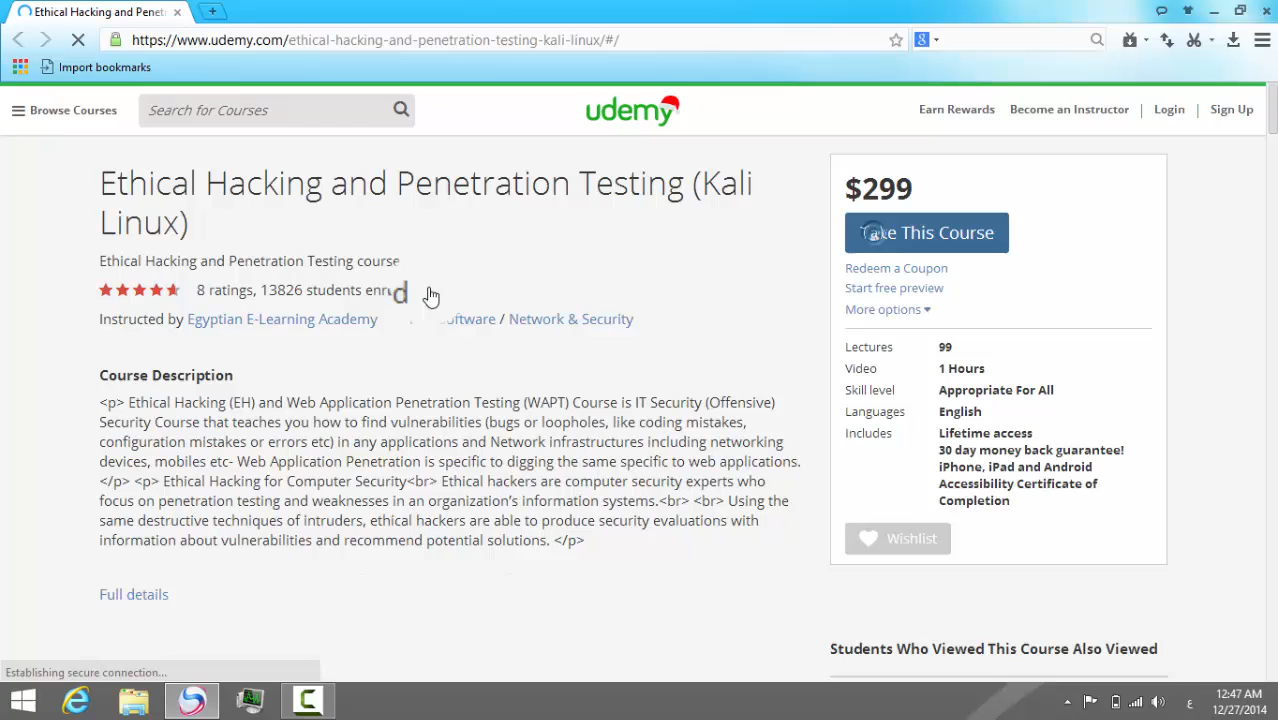 Ethical Hacking and Penet
https://www.udemy.com/ethical-hacking-and-penetration-testing-kali-linux/#/
Import bookmarks
Browse Courses
Search for Courses
udemy
Earn Rewards
Become an Instructor
Login
Sign Up
Ethical Hacking and Penetration Testing (Kali
Linux)
Ethical Hacking and Penetration Testing course
8 ratings, 13826 students enr d
Instructed by Egyptian E-Learning Academy oftware / Network & Security
Course Description
<p> Ethical Hacking (EH) and Web Application Penetration Testing (WAPT) Course is IT Security (Offensive)
Security Course that teaches you how to find vulnerabilities (bugs or loopholes, like coding mistakes,
configuration mistakes or errors etc) in any applications and Network infrastructures including networking
devices, mobiles etc- Web Application Penetration is specific to digging the same specific to web applications.
</p> <p> Ethical Hacking for Computer Security<br> Ethical hackers are computer security experts who
focus on penetration testing and weaknesses in an organization's information systems.<br> <br> Using the
same destructive techniques of intruders, ethical hackers are able to produce security evaluations with
information about vulnerabilities and recommend potential solutions. </p>
Full details
$299
Take This Course
Redeem a Coupon
Start free preview
More options
Lectures 99
Video 1 Hours
Skill level Appropriate For All
Languages English
Includes Lifetime access
30 day money back guarantee!
iPhone, iPad and Android
Accessibility Certificate of
Completion
Wishlist
Students Who Viewed This Course Also Viewed
Establishing secure connection...
ع
12:47 AM
12/27/2014